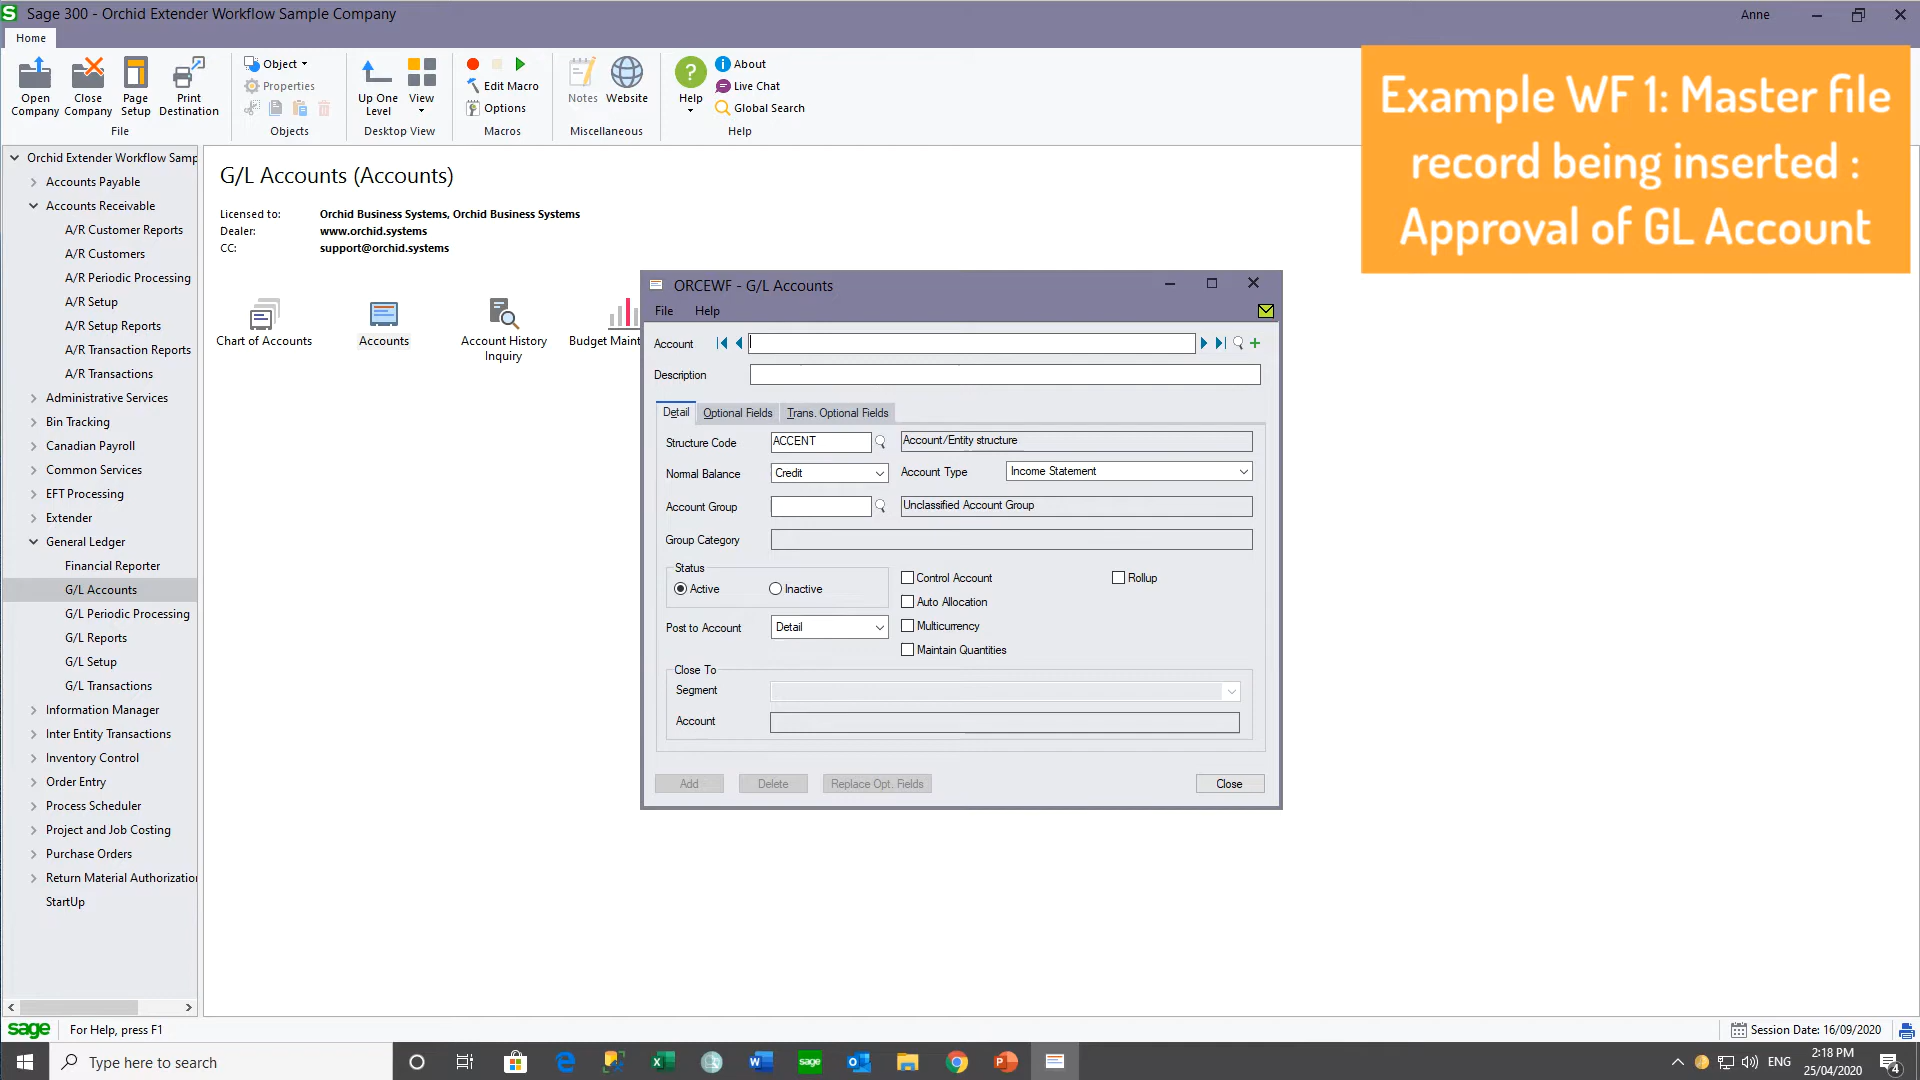 Sage 300 - Orchid Extender Workflow Sample Company
Anne
Home
Open Company
Close Company
Page Setup
Print Destination
File
Object
Properties
Objects
Up One Level
View
Desktop View
Edit Macro
Options
Macros
Notes
Website
Miscellaneous
Help
About
Live Chat
Global Search
Help
Example WF 1: Master file
record being inserted :
Approval of GL Account
Orchid Extender Workflow Samp
Accounts Payable
Accounts Receivable
A/R Customer Reports
A/R Customers
A/R Periodic Processing
A/R Setup
A/R Setup Reports
A/R Transaction Reports
A/R Transactions
Administrative Services
Bin Tracking
Canadian Payroll
Common Services
EFT Processing
Extender
General Ledger
Financial Reporter
G/L Accounts
G/L Periodic Processing
G/L Reports
G/L Setup
G/L Transactions
Information Manager
Inter Entity Transactions
Inventory Control
Order Entry
Process Scheduler
Project and Job Costing
Purchase Orders
Return Material Authorization
StartUp
G/L Accounts (Accounts)
Licensed to: Orchid Business Systems, Orchid Business Systems
Dealer: www.orchid.systems
CC: support@orchid.systems
Chart of Accounts
Accounts
Account History
Inquiry
Budget Maint
ORCEWF - G/L Accounts
File Help
Account
Description
Detail Optional Fields Trans. Optional Fields
Structure Code ACCENT Account/Entity structure
Normal Balance Credit Account Type Income Statement
Account Group Unclassified Account Group
Group Category
Status
Active Inactive
Control Account Rollup
Auto Allocation
Post to Account Detail Multicurrency
Maintain Quantities
Close To
Segment
Account
Add Delete Replace Opt. Fields Close
sage For Help, press F1
Session Date: 16/09/2020
Type here to search
sage
ENG
2:18 PM
25/04/2020
4